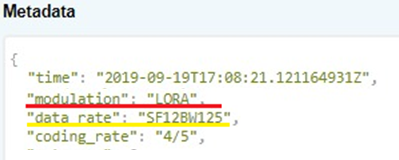 Metadata
{
"time": "2019-09-19T17:08:21.121164931Z",
"modulation": "LORA",
"data_rate": "SF12BW125",
"coding_rate": "4/5",